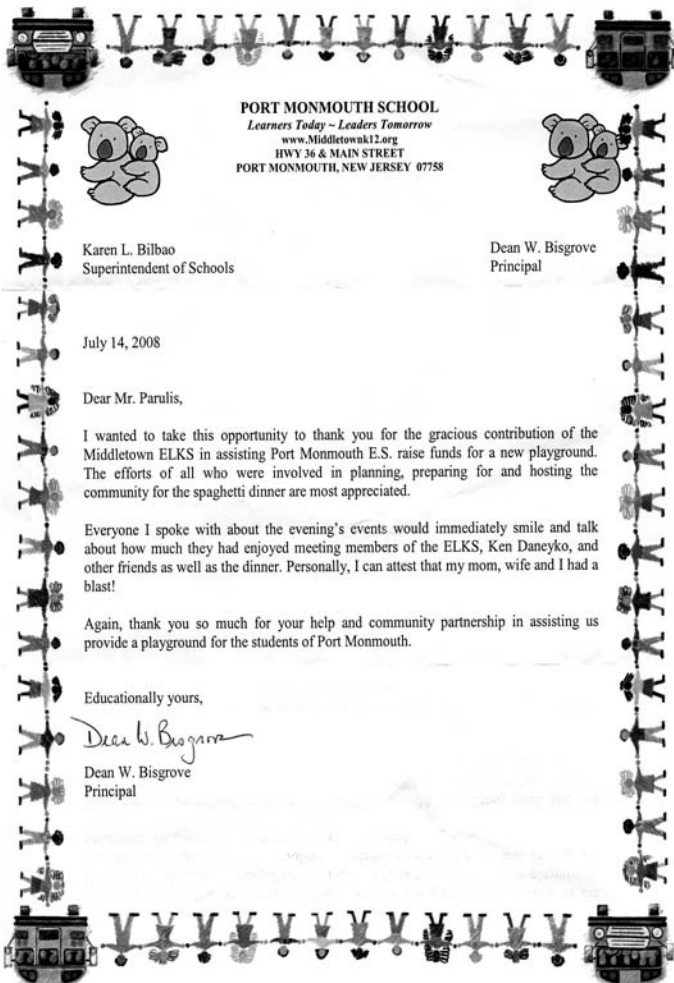 PORT MONMOUTH SCHOOL
Learners Today ~ Leaders Tomorrow
www.Middletownk12.org
HWY 36 & MAIN STREET
PORT MONMOUTH, NEW JERSEY 07758
Karen L. Bilbao
Superintendent of Schools
Dean W. Bisgrove
Principal
July 14, 2008
Dear Mr. Parulis,
I wanted to take this opportunity to thank you for the gracious contribution of the
Middletown ELKS in assisting Port Monmouth E.S. raise funds for a new playground.
The efforts of all who were involved in planning, preparing for and hosting the
community for the spaghetti dinner are most appreciated.
Everyone I spoke with about the evening's events would immediately smile and talk
about how much they had enjoyed meeting members of the ELKS, Ken Daneyko, and
other friends as well as the dinner. Personally, I can attest that my mom, wife and I had a
blast!
Again, thank you so much for your help and community partnership in assisting us
provide a playground for the students of Port Monmouth.
Educationally yours,
Dean W. Bisgrove
Dean W. Bisgrove
Principal